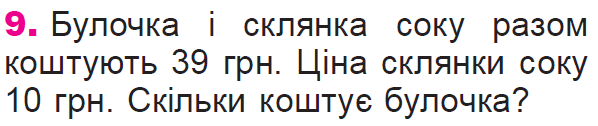 9. Булочка і склянка соку разом
коштують 39 грн. Ціна склянки соку
10 грн. Скільки коштує булочка?